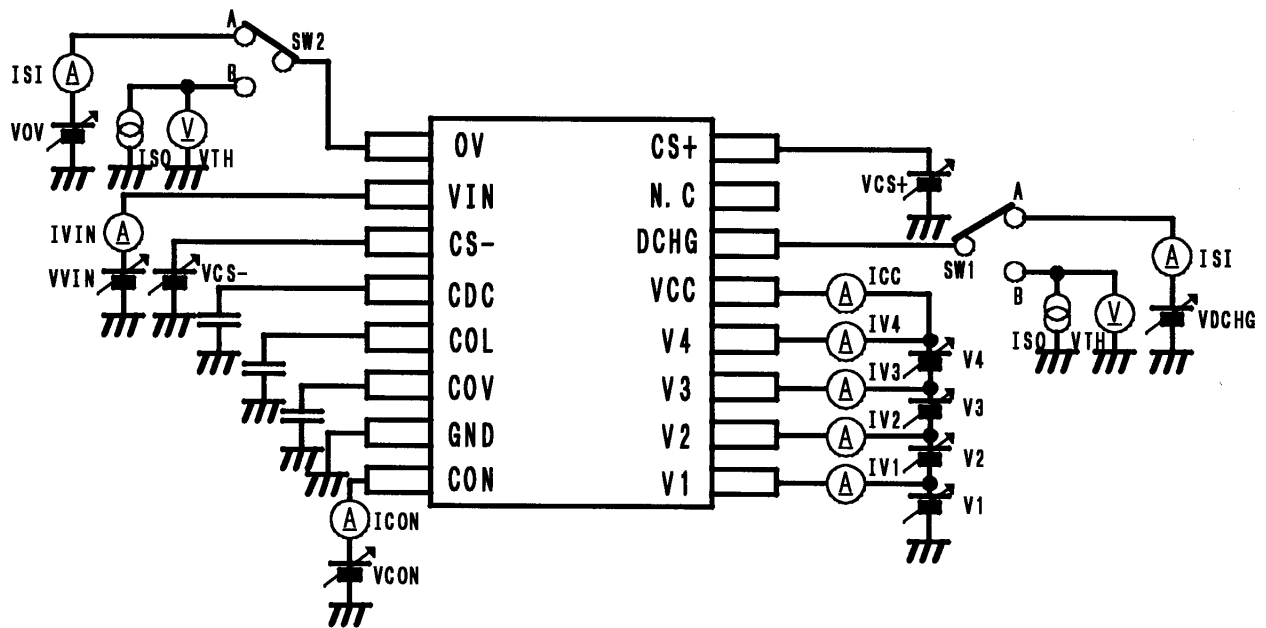 A
SW2
ISI A
B
VOV
V
ISO VTH
OV
CS+
VCS+
VIN
N.C
A
IVIN A
CS-
DCHG
SW1
A ISI
VVIN
VCS-
CDC
VCC
A
ICC
B
V
VDCHG
ISO VTH
COL
V4
A
IV4
V4
COV
V3
A
IV3
V3
GND
V2
A
IV2
V2
CON
V1
A
IV1
V1
A ICON
VCON